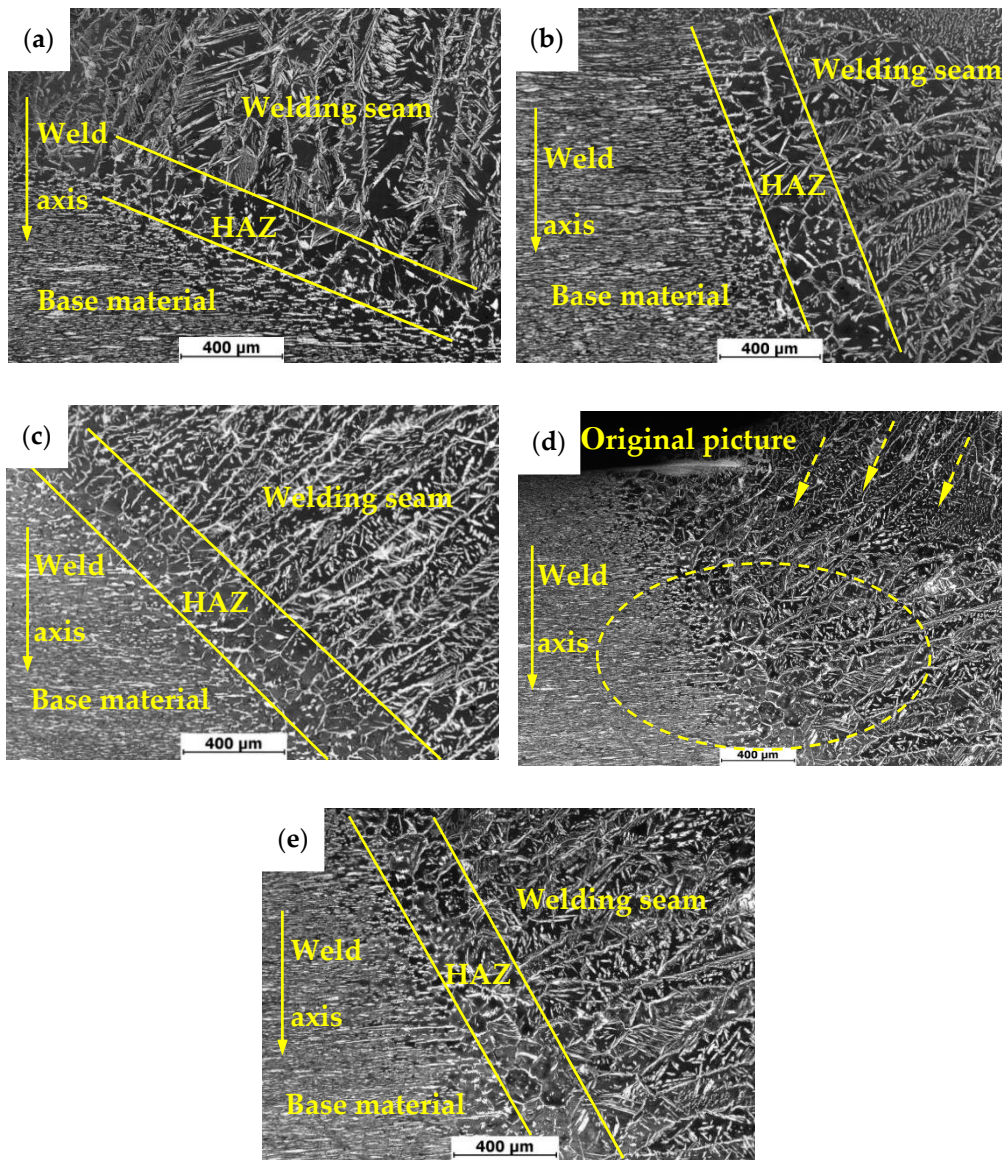 (a)
Welding seam
Weld
axis
HAZ
Base material
400 µm
(b)
Welding seam
Weld
HAZ
axis
Base material
400 µm
(c)
Welding seam
Weld
HAZ
axis
Base material
400 µm
(d)
Original picture
Weld
axis
400 µm
(e)
Welding seam
Weld
HAZ
axis
Base material
400 µm